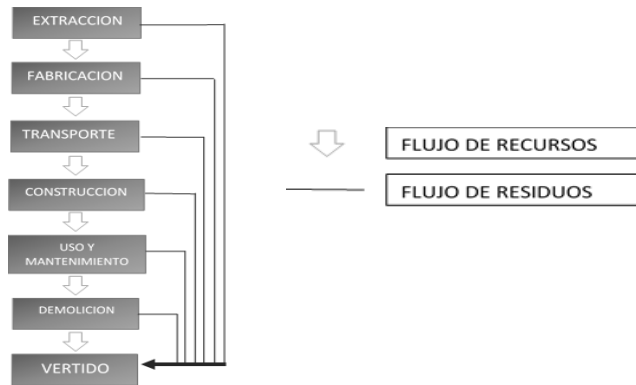 EXTRACCION
FABRICACION
TRANSPORTE
CONSTRUCCION
USO Y
MANTENIMIENTO
DEMOLICION
VERTIDO
FLUJO DE RECURSOS
FLUJO DE RESIDUOS